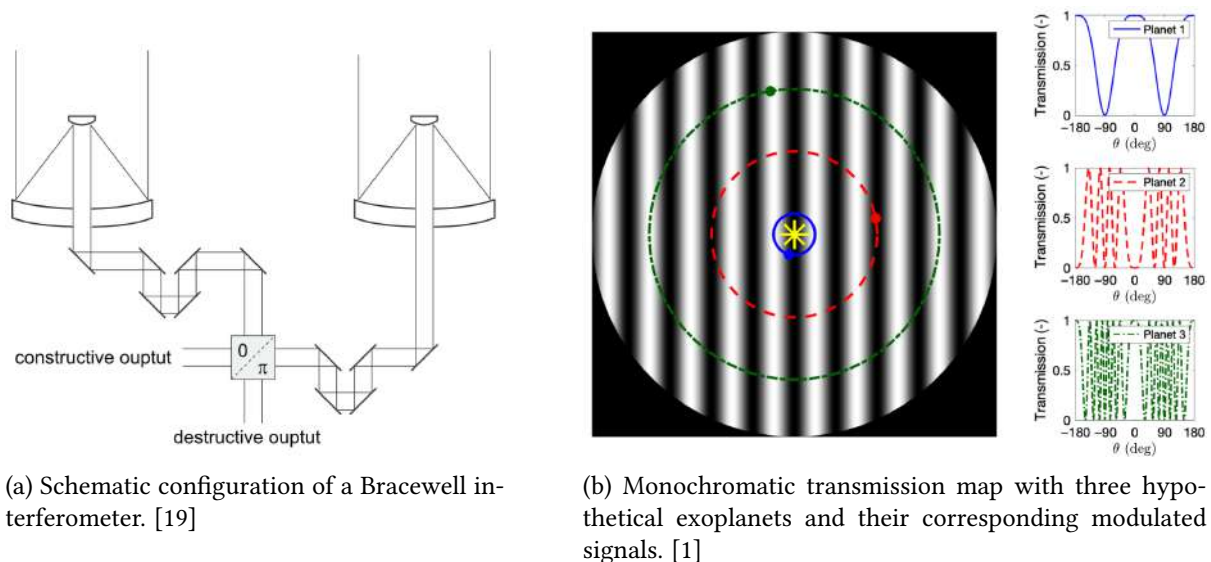 constructive ouptut
0
π
destructive ouptut
(a) Schematic configuration of a Bracewell in-
terferometer. [19]
Transmission (-)
1
0.5
0
Planet 1
-180 -90 0 90 180
θ (deg)
Transmission (-)
1
0.5
0
Planet 2
-180 -90 0 90 180
θ (deg)
Transmission (-)
1
0.5
0
Planet 3
-180 -90 0 90 180
θ (deg)
(b) Monochromatic transmission map with three hypo-
thetical exoplanets and their corresponding modulated
signals. [1]